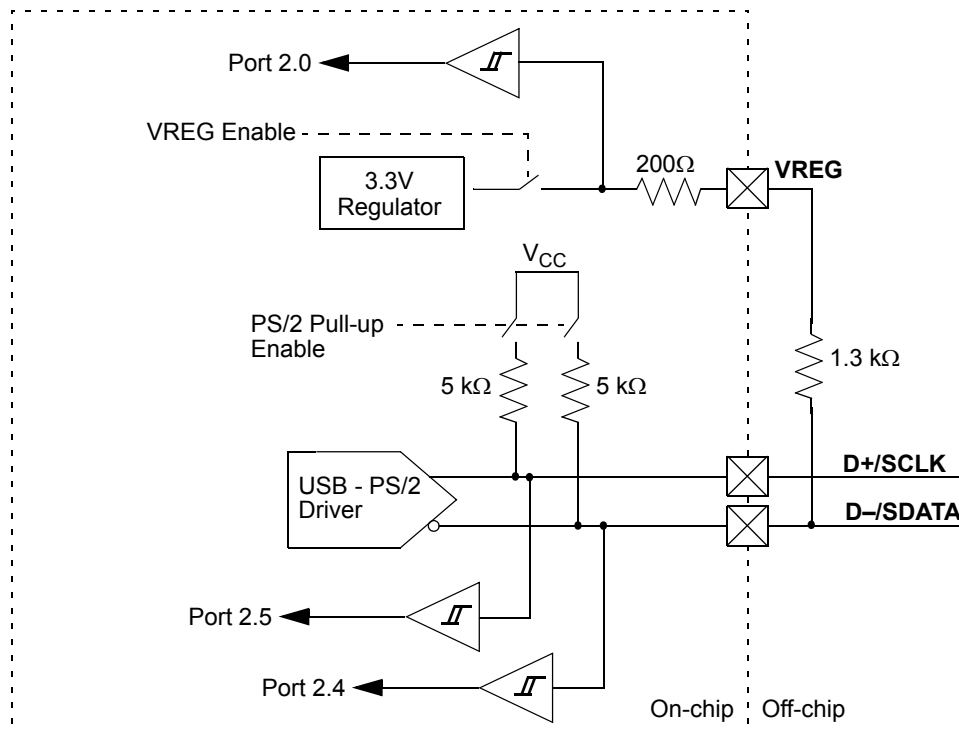 Port 2.0
VREG Enable
3.3V
Regulator
200Ω
VREG
VCC
PS/2 Pull-up
Enable
5 kΩ
5 kΩ
1.3 kΩ
USB - PS/2
Driver
D+/SCLK
D–/SDATA
Port 2.5
Port 2.4
On-chip
Off-chip